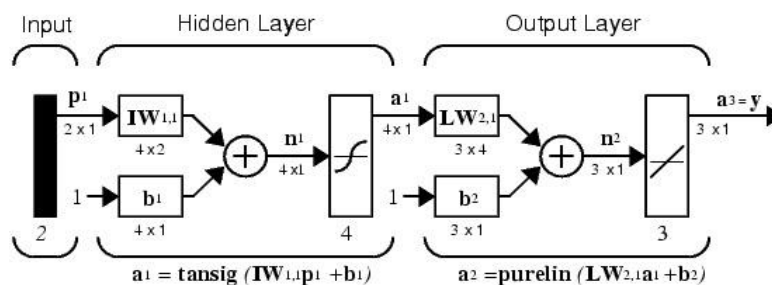 Input Hidden Layer Output Layer
p1 a1 a3 = y
IW1,1 LW2,1
2 x 1 n1 4 x 1 n2 3 x 1
4 x 2 3 x 4
4 x 1 3 x 1
1 b1 1 b2
4 x 1 3 x 1
2 4 3
a1 = tansig (IW1,1p1 +b1) a2 =purelin (LW2,1a1 +b2)